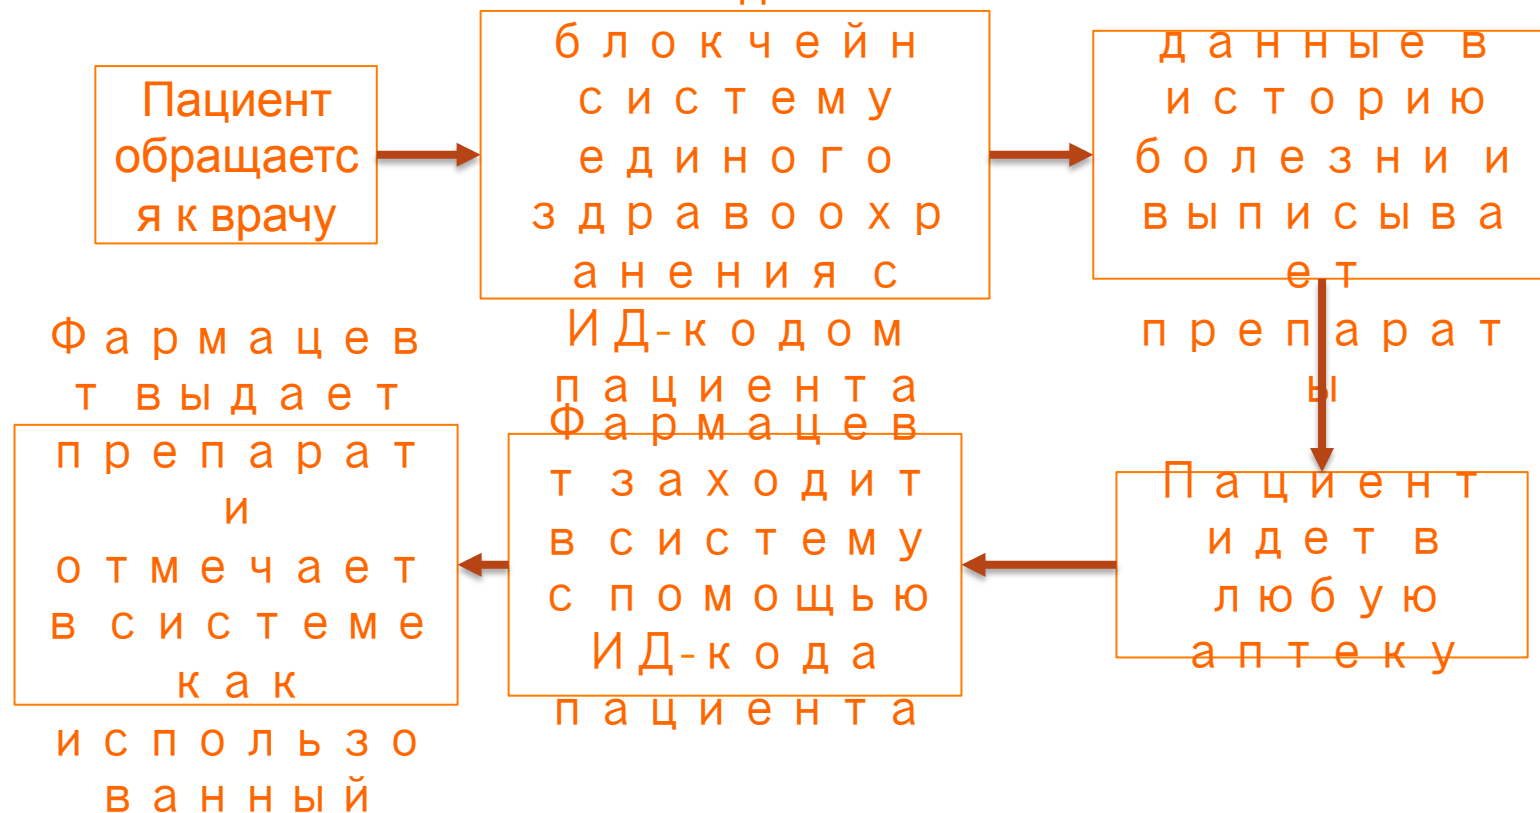 Пациент
обращаетс
я к врачу
блокчейн
систему
единого
здравоохр
анения с
ИД-кодом
пациента
данные в
историю
болезни и
выписыва
ет
препарат
ы
Пациент
идет в
любую
аптеку
Фармацев
т заходит
в систему
с помощью
ИД-кода
пациента
Фармацев
т выдает
препарат
и
отмечает
в системе
как
использо
ванный